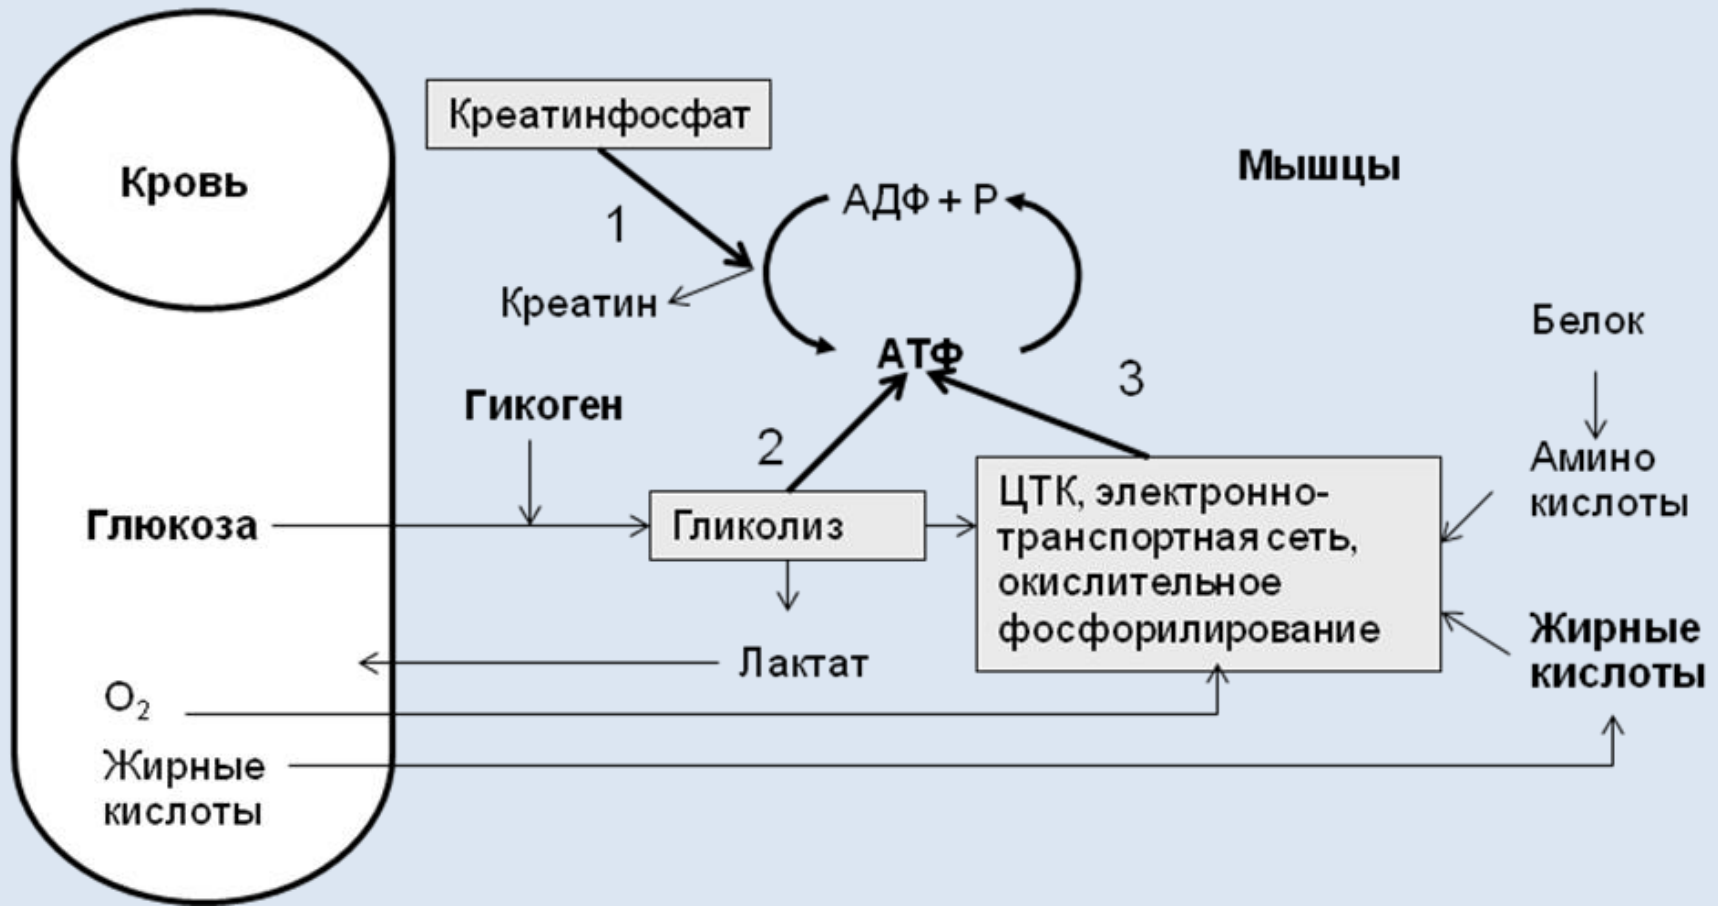 Кровь
Креатинфосфат
Мышцы
АДФ + Р
1
Креатин
АТФ
3
Белок
Гикоген
2
Амино
кислоты
Глюкоза
Гликолиз
ЦТК, электронно-
транспортная сеть,
окислительное
фосфорилирование
Жирные
кислоты
Лактат
O₂
Жирные
кислоты